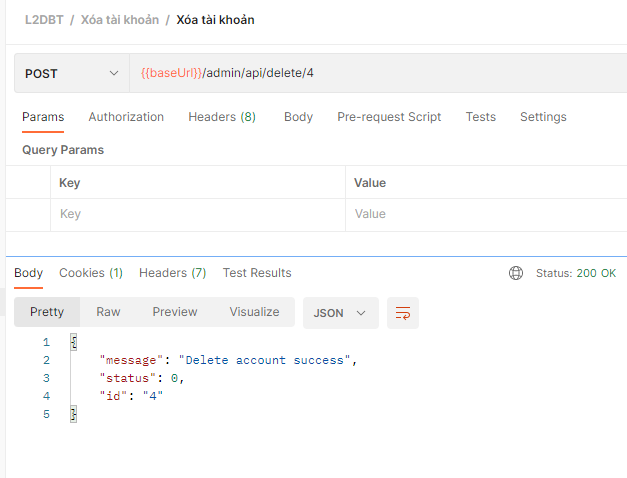 L2DBT / Xóa tài khoản / Xóa tài khoản
POST {{baseUrl}}/admin/api/delete/4
Params Authorization Headers (8) Body Pre-request Script Tests Settings
Query Params
Key Value
Key Value
Body Cookies (1) Headers (7) Test Results Status: 200 OK
Pretty Raw Preview Visualize JSON
1 {
2 "message": "Delete account success",
3 "status": 0,
4 "id": "4"
5 }